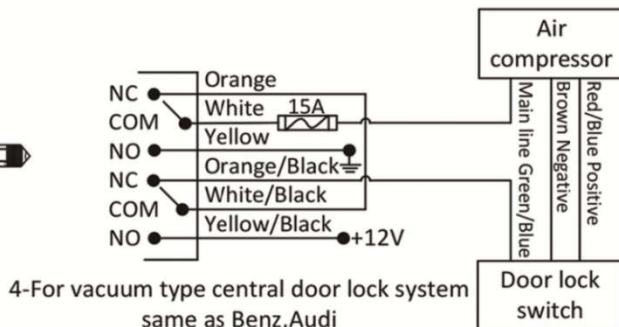 Air
compressor
NC
Orange
COM
White
15A
NO
Yellow
NC
Orange/Black
COM
White/Black
NO
Yellow/Black
+12V
Main line Green/Blue
Brown Negative
Red/Blue Positive
4-For vacuum type central door lock system
same as Benz.Audi
Door lock
switch